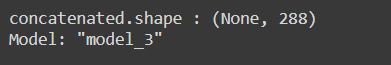 concatenated.shape : (None, 288)
Model: "model_3"